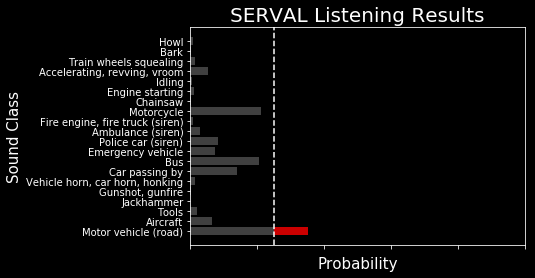 SERVAL Listening Results
Sound Class
Howl
Bark
Train wheels squealing
Accelerating, revving, vroom
Idling
Engine starting
Chainsaw
Motorcycle
Fire engine, fire truck (siren)
Ambulance (siren)
Police car (siren)
Emergency vehicle
Bus
Car passing by
Vehicle horn, car horn, honking
Gunshot, gunfire
Jackhammer
Tools
Aircraft
Motor vehicle (road)
Probability